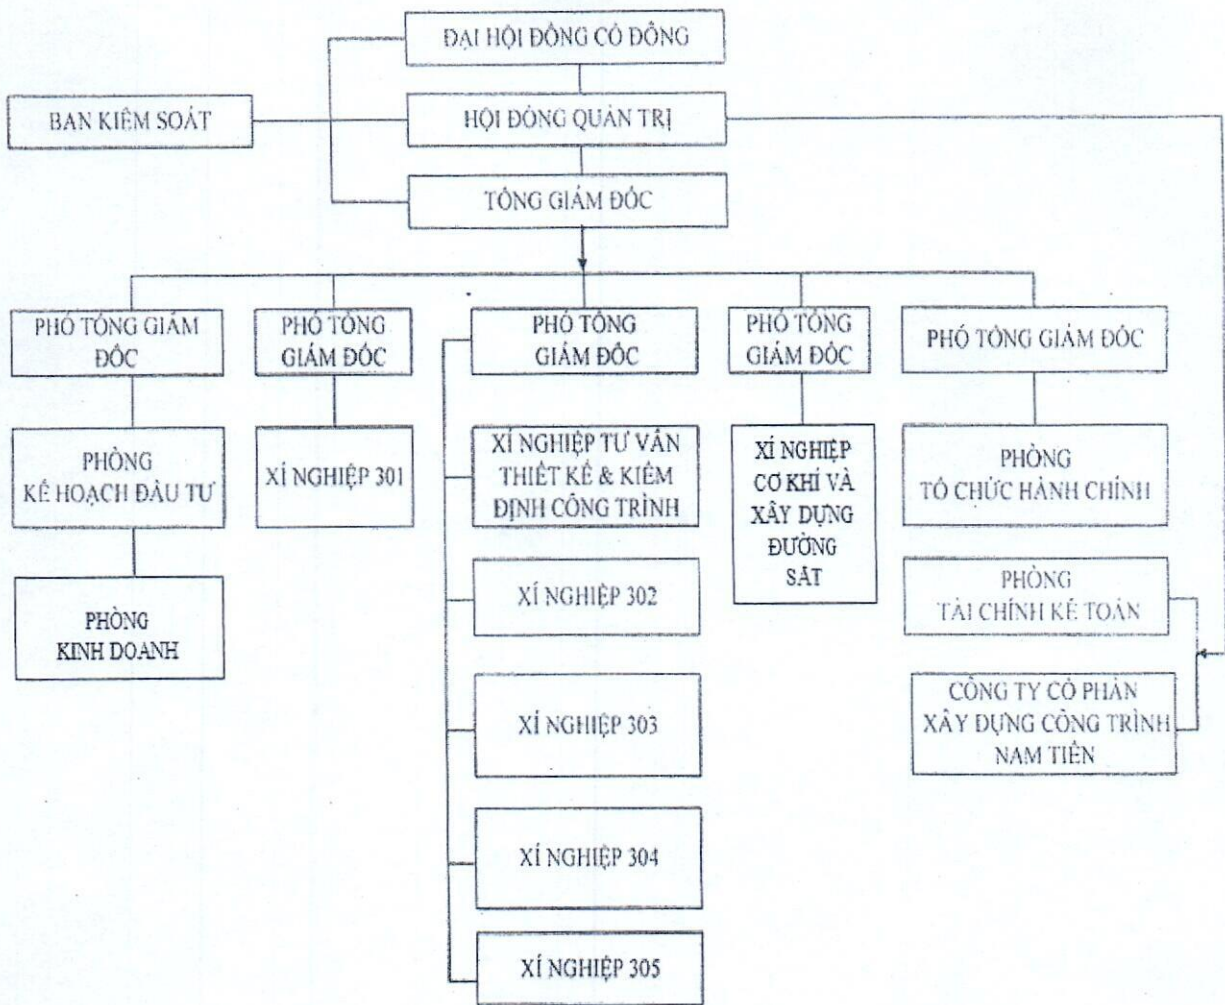 ĐẠI HỘI ĐỒNG CỔ ĐÔNG
BAN KIỂM SOÁT
HỘI ĐỒNG QUẢN TRỊ
TỔNG GIÁM ĐỐC
PHÓ TỔNG GIÁM
ĐỐC
PHÓ TỔNG
GIÁM ĐỐC
PHÓ TỔNG
GIÁM ĐỐC
PHÓ TỔNG
GIÁM ĐỐC
PHÓ TỔNG GIÁM ĐỐC
PHÒNG
KẾ HOẠCH ĐẦU TƯ
XÍ NGHIỆP 301
XÍ NGHIỆP TƯ VẤN
THIẾT KẾ & KIỂM
ĐỊNH CÔNG TRÌNH
XÍ NGHIỆP
CƠ KHÍ VÀ
XÂY DỰNG
ĐƯỜNG
SẮT
PHÒNG
TỔ CHỨC HÀNH CHÍNH
PHÒNG
KINH DOANH
XÍ NGHIỆP 302
PHÒNG
TÀI CHÍNH KẾ TOÁN
XÍ NGHIỆP 303
CÔNG TY CỔ PHẦN
XÂY DỰNG CÔNG TRÌNH
NAM TIẾN
XÍ NGHIỆP 304
XÍ NGHIỆP 305